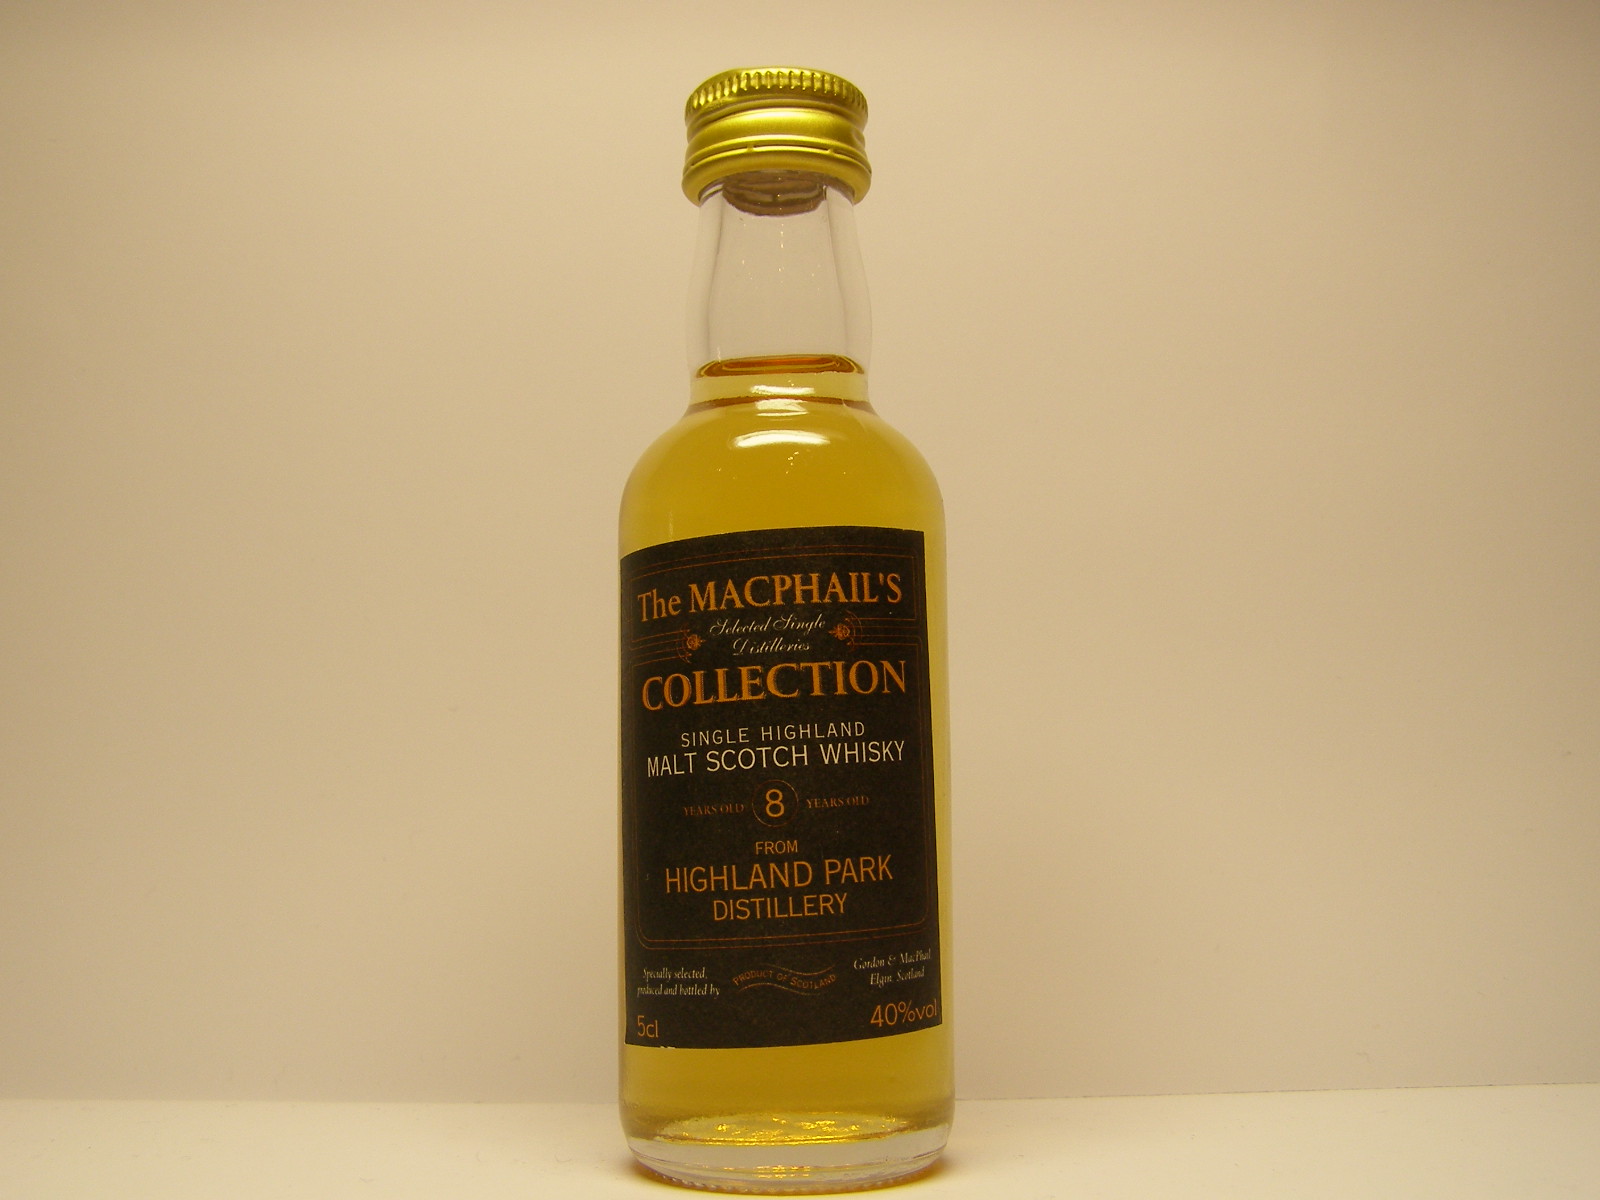 The MACPHAIL'S
Selected Single
Distilleries
COLLECTION
SINGLE HIGHLAND
MALT SCOTCH WHISKY
YEARS OLD 8 YEARS OLD
FROM
HIGHLAND PARK
DISTILLERY
Specially selected,
produced and bottled by
PRODUCT OF SCOTLAND
Gordon & MacPhail
Elgin Scotland
5cl
40%vol